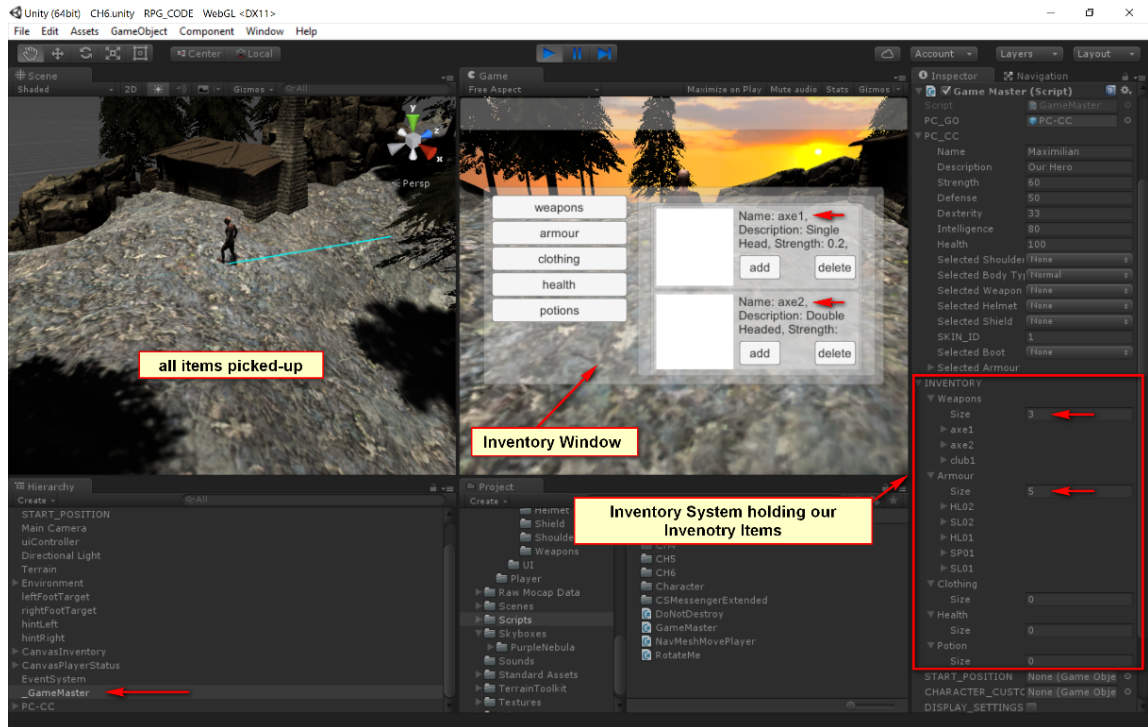 Unity (64bit) CH6.unity RPG_CODE WebGL <DX11>
File Edit Assets GameObject Component Window Help
Center Local
Account Layers Layout
Scene
Shaded 2D Gizmos All
y
z
x
Persp
all items picked-up
Game
Free Aspect Maximize on Play Mute audio Stats Gizmos
weapons
armour
clothing
health
potions
Name: axe1,
Description: Single
Head, Strength: 0.2,
add delete
Name: axe2,
Description: Double
Headed, Strength:
add delete
Inventory Window
Inventory System holding our
Invenotry Items
Hierarchy
Create All
START_POSITION
Main Camera
uiController
Directional Light
Terrain
Environment
leftFootTarget
rightFootTarget
hintLeft
hintRight
CanvasInventory
CanvasPlayerStatus
EventSystem
_GameMaster
PC-CC
Project
Create
Helmet
Shield
Shoulde
Weapons
UI
Player
Raw Mocap Data
Scenes
Scripts
Skyboxes
PurpleNebula
Sounds
Standard Assets
TerrainToolkit
Textures
CH5
CH6
Character
CSMessengerExtended
DoNotDestroy
GameMaster
NavMeshMovePlayer
RotateMe
Inspector Navigation
Game Master (Script)
Script GameMaster
PC_GO PC-CC
PC_CC
Name Maximilian
Description Our Hero
Strength 60
Defense 50
Dexterity 33
Intelligence 80
Health 100
Selected Shoulder None
Selected Body Ty Normal
Selected Weapon None
Selected Helmet None
Selected Shield None
SKIN_ID 1
Selected Boot None
Selected Armour
INVENTORY
Weapons
Size 3
axe1
axe2
club1
Armour
Size 5
HL02
SL02
HL01
SP01
SL01
Clothing
Size 0
Health
Size 0
Potion
Size 0
START_POSITION None (Game Obje
CHARACTER_CUSTC None (Game Obje
DISPLAY_SETTINGS